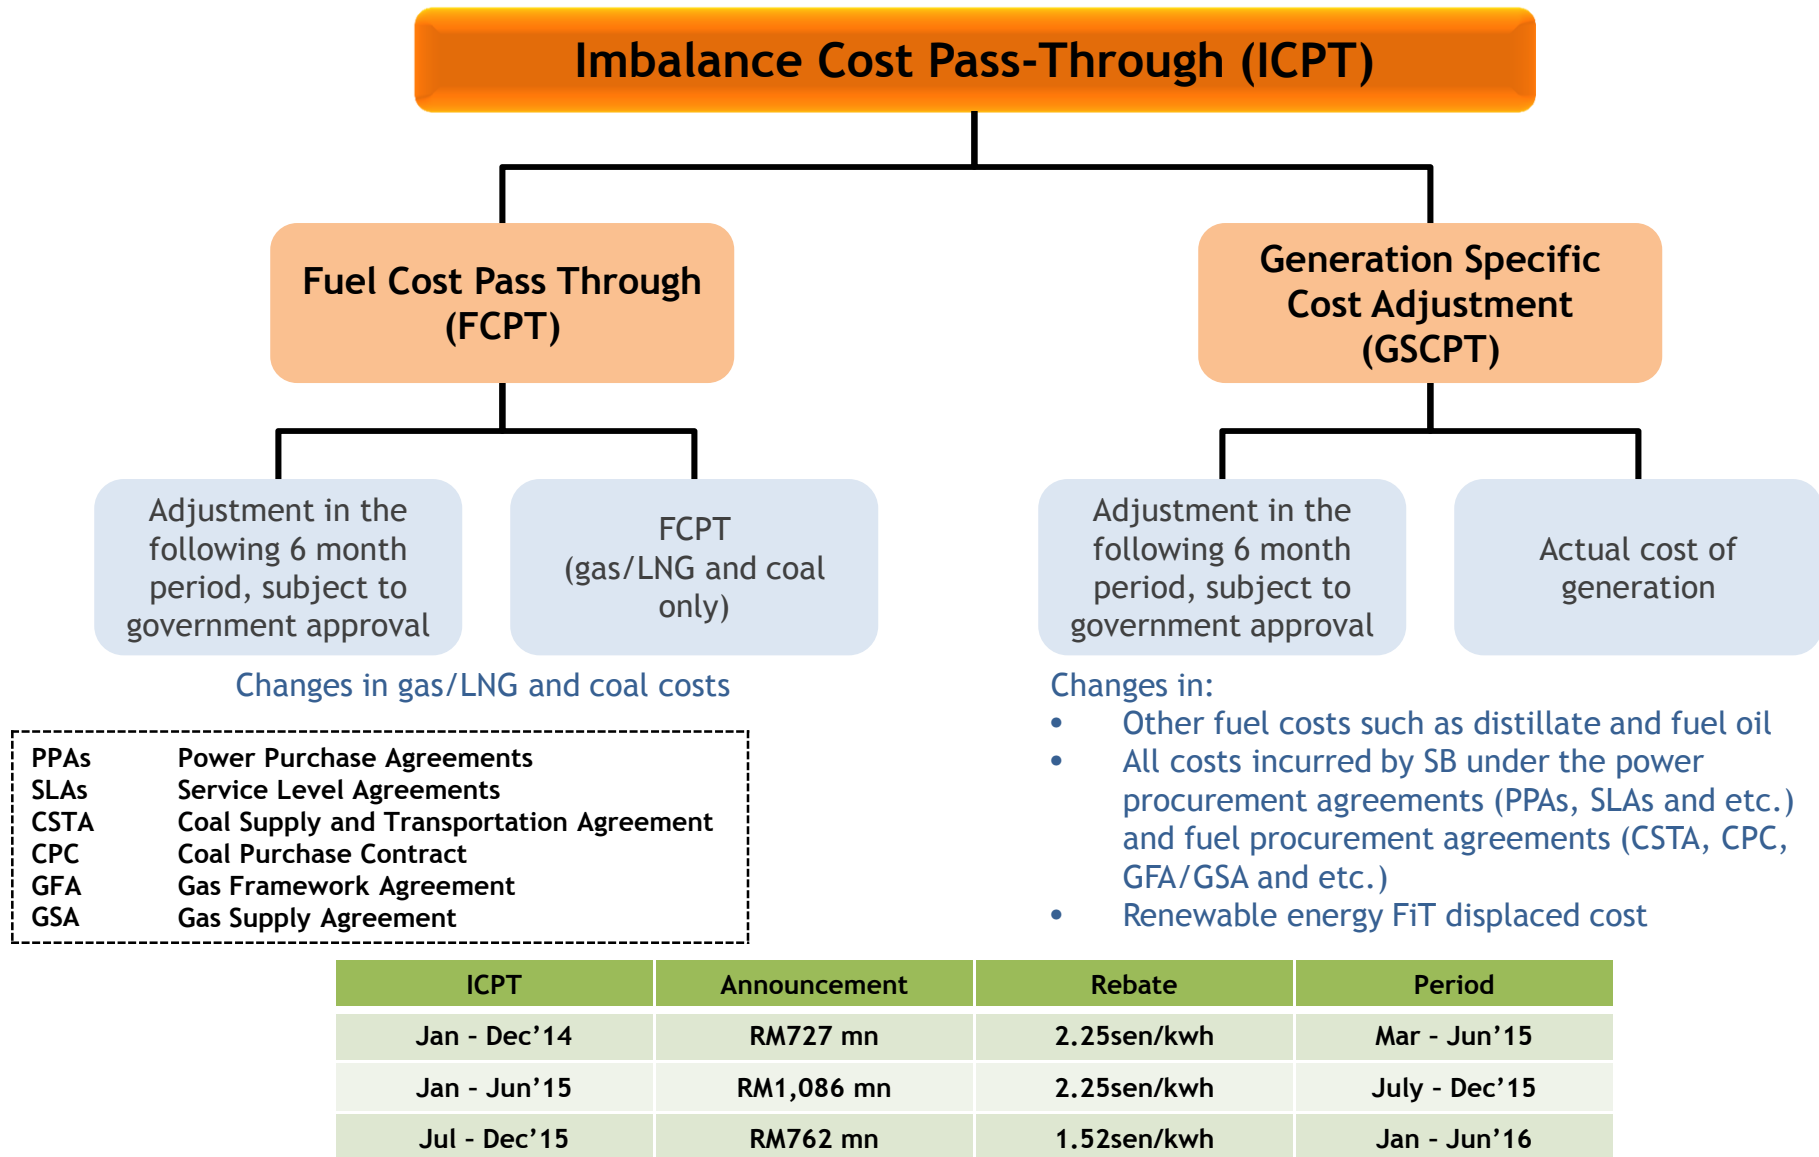 Imbalance Cost Pass-Through (ICPT)
Fuel Cost Pass Through
(FCPT)
Generation Specific
Cost Adjustment
(GSCPT)
Adjustment in the
following 6 month
period, subject to
government approval
FCPT
(gas/LNG and coal
only)
Adjustment in the
following 6 month
period, subject to
government approval
Actual cost of
generation
Changes in gas/LNG and coal costs
Changes in:
• Other fuel costs such as distillate and fuel oil
• All costs incurred by SB under the power
procurement agreements (PPAs, SLAs and etc.)
and fuel procurement agreements (CSTA, CPC,
GFA/GSA and etc.)
• Renewable energy FiT displaced cost
PPAs Power Purchase Agreements
SLAs Service Level Agreements
CSTA Coal Supply and Transportation Agreement
CPC Coal Purchase Contract
GFA Gas Framework Agreement
GSA Gas Supply Agreement
ICPT Announcement Rebate Period
Jan – Dec’14 RM727 mn 2.25sen/kwh Mar – Jun’15
Jan – Jun’15 RM1,086 mn 2.25sen/kwh July – Dec’15
Jul – Dec’15 RM762 mn 1.52sen/kwh Jan – Jun’16